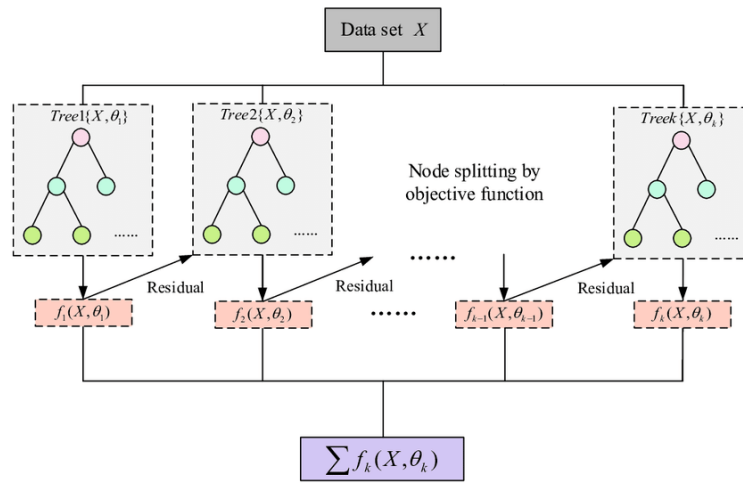 Data set X
Tree1{X,θ₁}
Tree2{X,θ₂}
Treek{X,θₖ}
Node splitting by
objective function
......
......
......
......
Residual
Residual
Residual
f₁(X,θ₁)
f₂(X,θ₂)
......
fₖ₋₁(X,θₖ₋₁)
fₖ(X,θₖ)
∑ fₖ(X,θₖ)